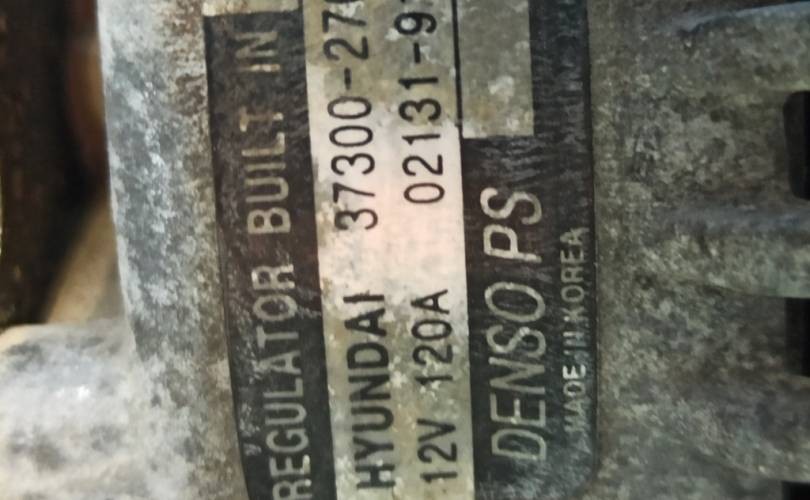 REGULATOR BUILT IN
HYUNDAI 37300-27
12V 120A 02131-9
DENSO PS
MADE IN KOREA